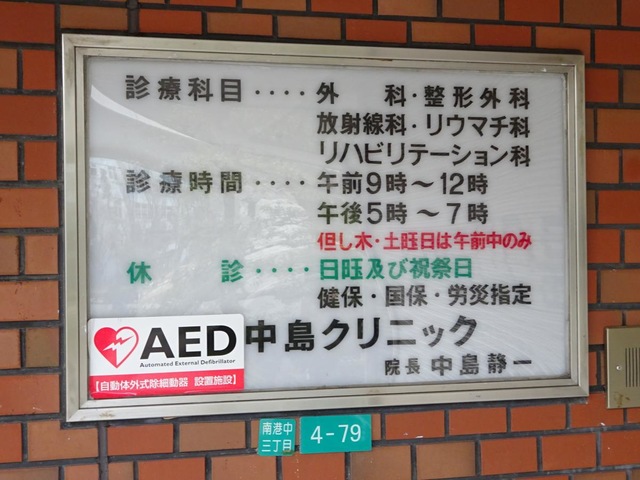 診療科目・・・・外　科・整形外科
放射線科・リウマチ科
リハビリテーション科
診療時間・・・・午前9時〜12時
午後5時〜7時
但し木・土旺日は午前中のみ
休　診・・・・日旺及び祝祭日
健保・国保・労災指定
中島クリニック
院長 中島静一
AED
Automated External Defibrillator
【自動体外式除細動器 設置施設】
南港中
三丁目
4-79